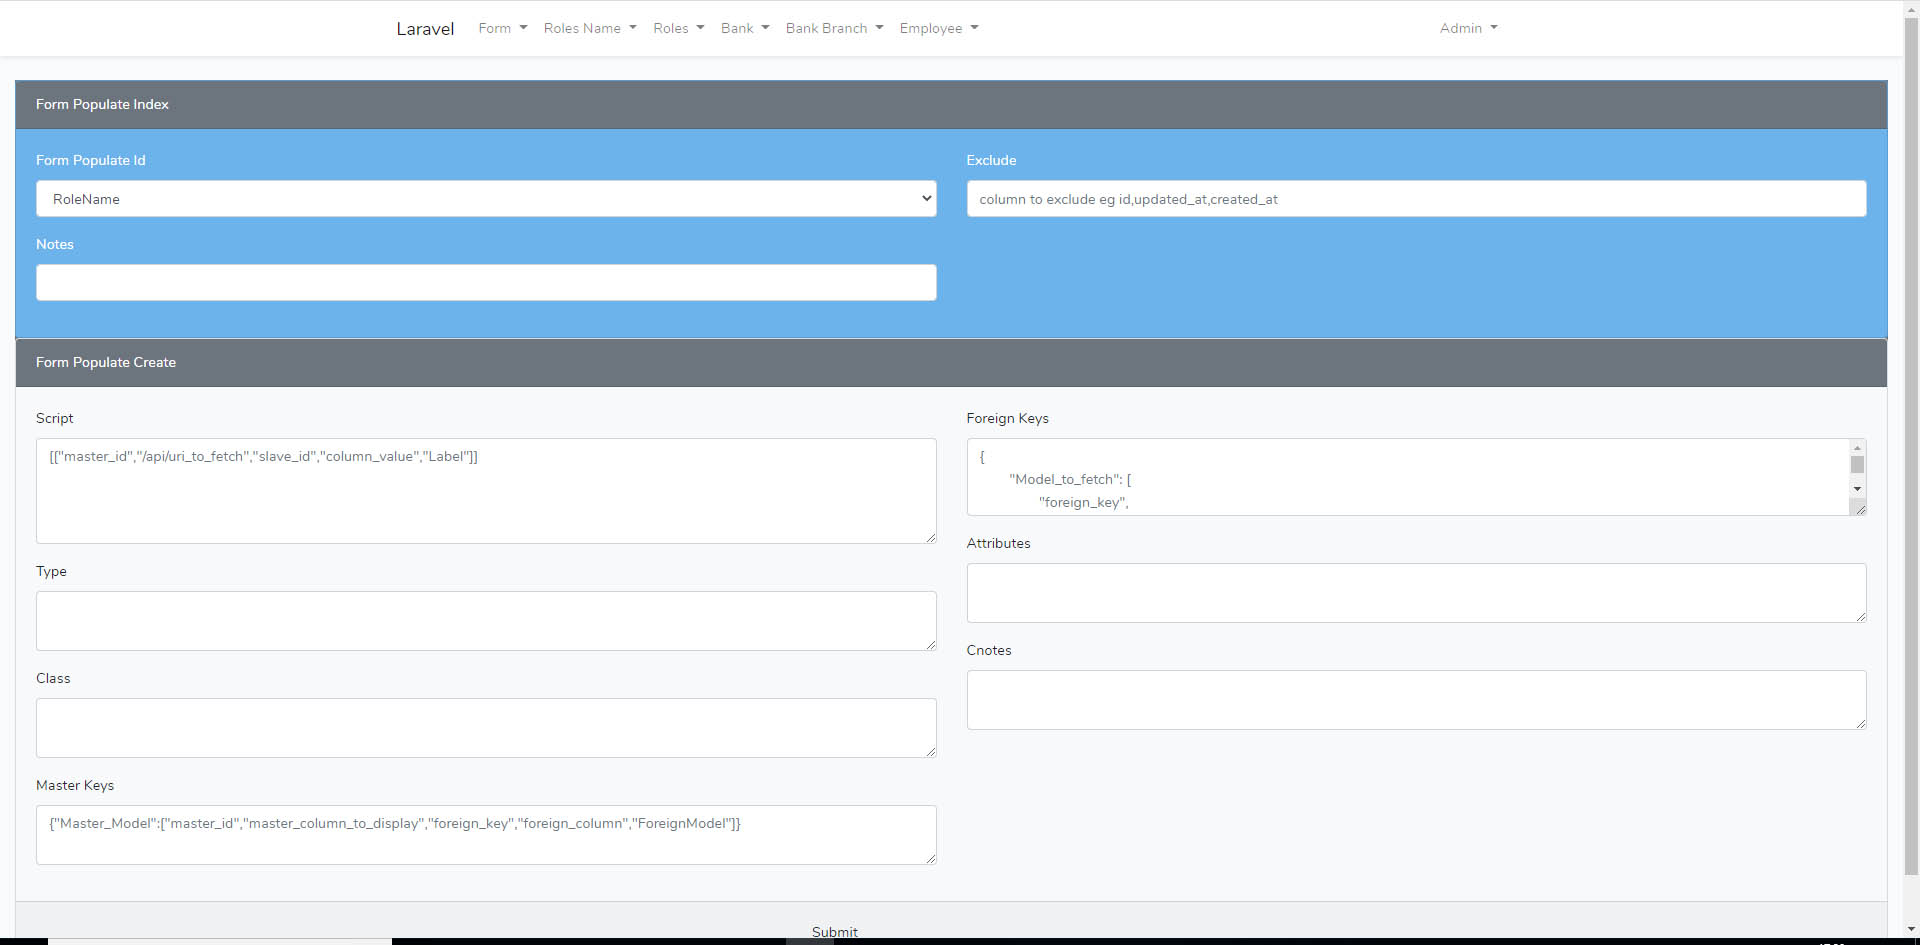 Laravel Form Roles Name Roles Bank Bank Branch Employee Admin
Form Populate Index
Form Populate Id
RoleName
Exclude
column to exclude eg id,updated_at,created_at
Notes
Form Populate Create
Script
[["master_id","/api/uri_to_fetch","slave_id","column_value","Label"]]
Type
Class
Master Keys
{"Master_Model":["master_id","master_column_to_display","foreign_key","foreign_column","ForeignModel"]}
Foreign Keys
{
"Model_to_fetch": [
"foreign_key",
Attributes
Cnotes
Submit